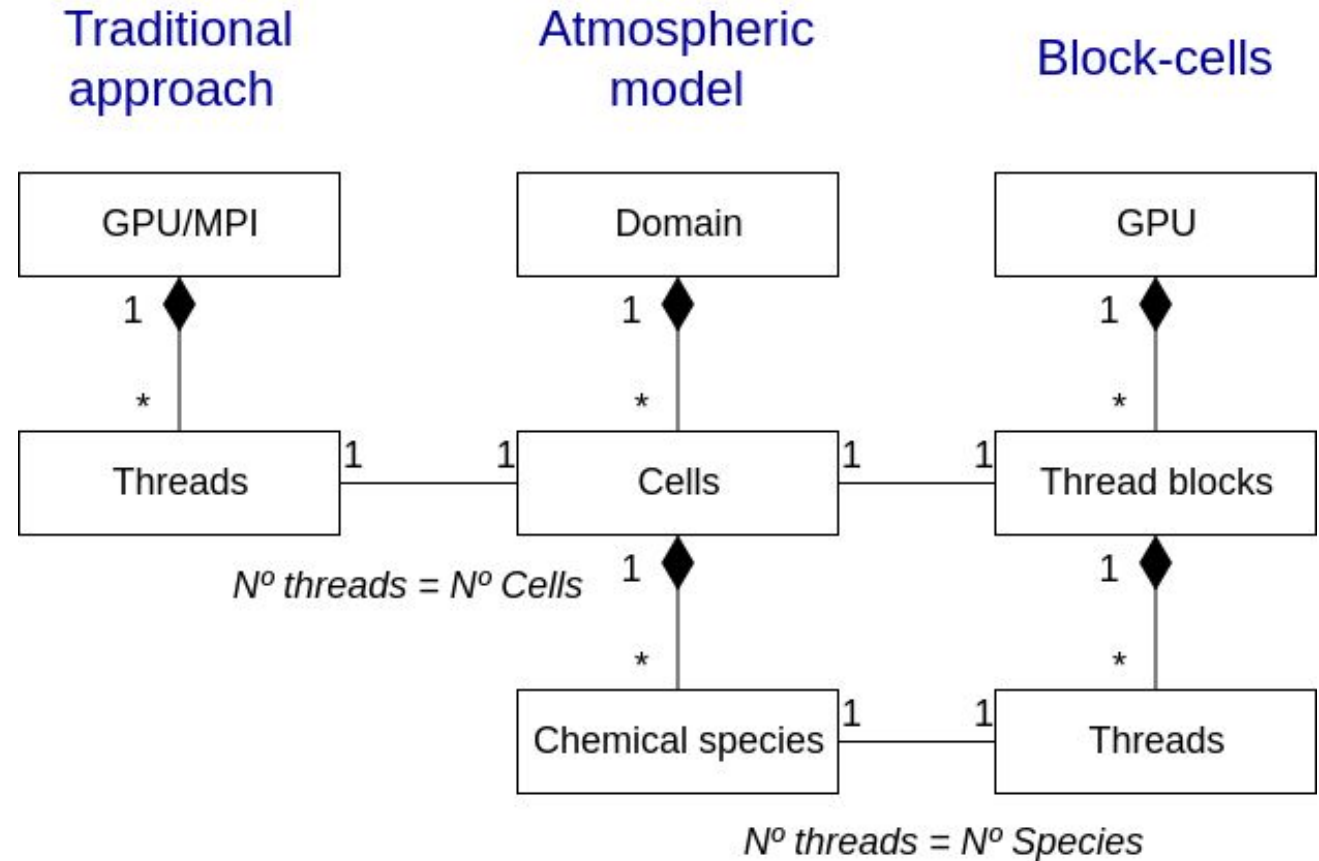 Traditional
approach
Atmospheric
model
Block-cells
GPU/MPI
Domain
GPU
1
1
1
*
*
*
Threads
1
1
Cells
1
1
Thread blocks
Nº threads = Nº Cells
1
1
*
*
Chemical species
1
1
Threads
Nº threads = Nº Species